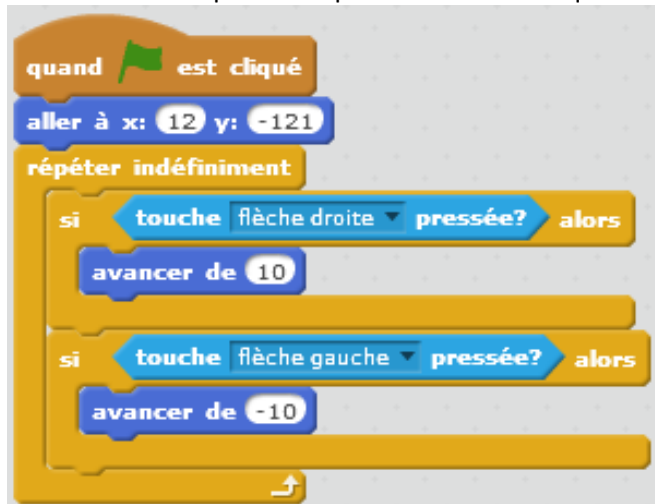 quand est cliqué
aller à x: 12 y: -121
répéter indéfiniment
si touche flèche droite pressée? alors
avancer de 10
si touche flèche gauche pressée? alors
avancer de -10